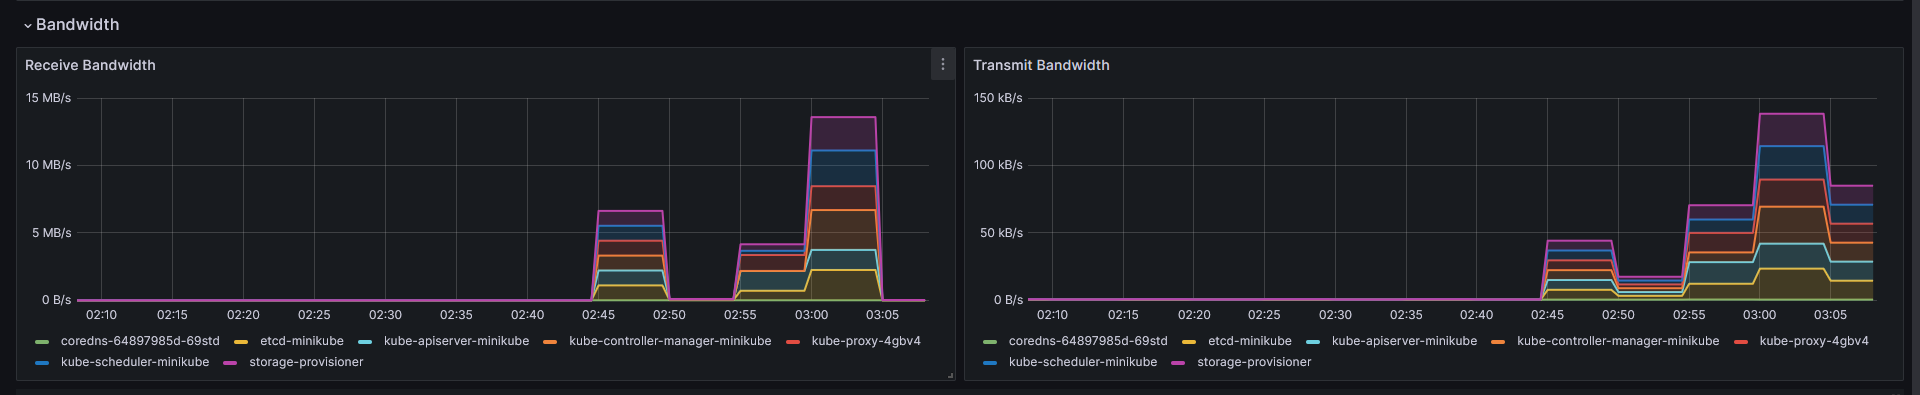 Bandwidth
Receive Bandwidth
15 MB/s
10 MB/s
5 MB/s
0 B/s
02:10 02:15 02:20 02:25 02:30 02:35 02:40 02:45 02:50 02:55 03:00 03:05
coredns-64897985d-69std etcd-minikube kube-apiserver-minikube kube-controller-manager-minikube kube-proxy-4gbv4
kube-scheduler-minikube storage-provisioner
Transmit Bandwidth
150 kB/s
100 kB/s
50 kB/s
0 B/s
02:10 02:15 02:20 02:25 02:30 02:35 02:40 02:45 02:50 02:55 03:00 03:05
coredns-64897985d-69std etcd-minikube kube-apiserver-minikube kube-controller-manager-minikube kube-proxy-4gbv4
kube-scheduler-minikube storage-provisioner